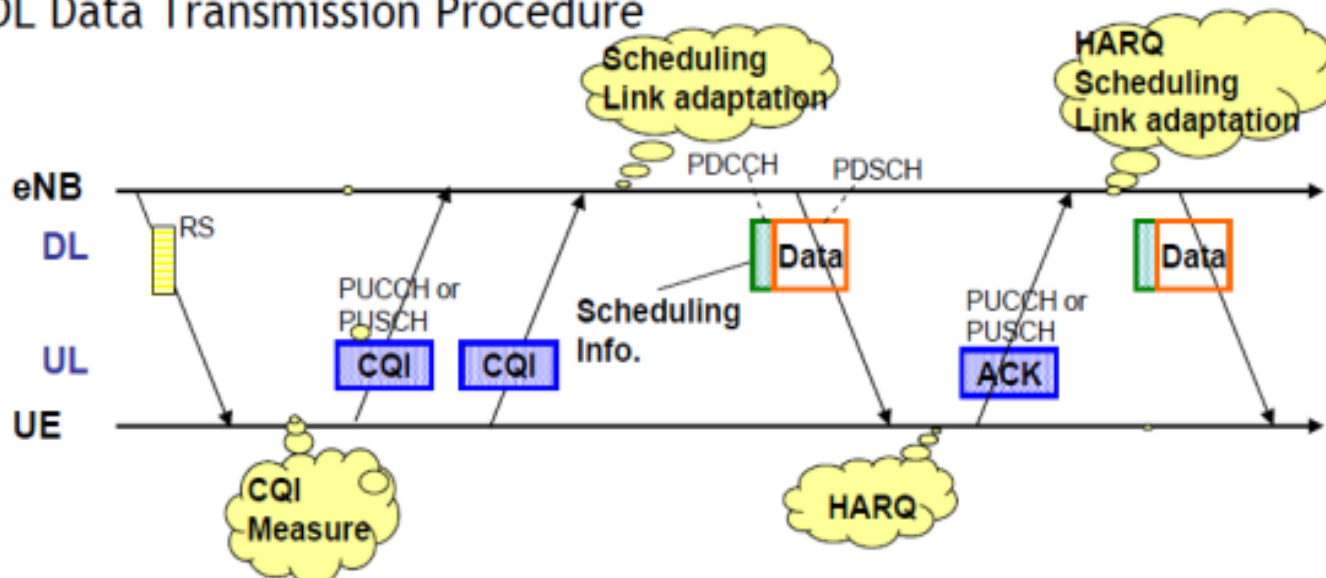 DL Data Transmission Procedure
Scheduling
Link adaptation
HARQ
Scheduling
Link adaptation
PDCCH
PDSCH
eNB
RS
DL
Data
Data
PUCCH or
PUSCH
Scheduling
Info.
PUCCH or
PUSCH
UL
CQI
CQI
ACK
UE
CQI
Measure
HARQ